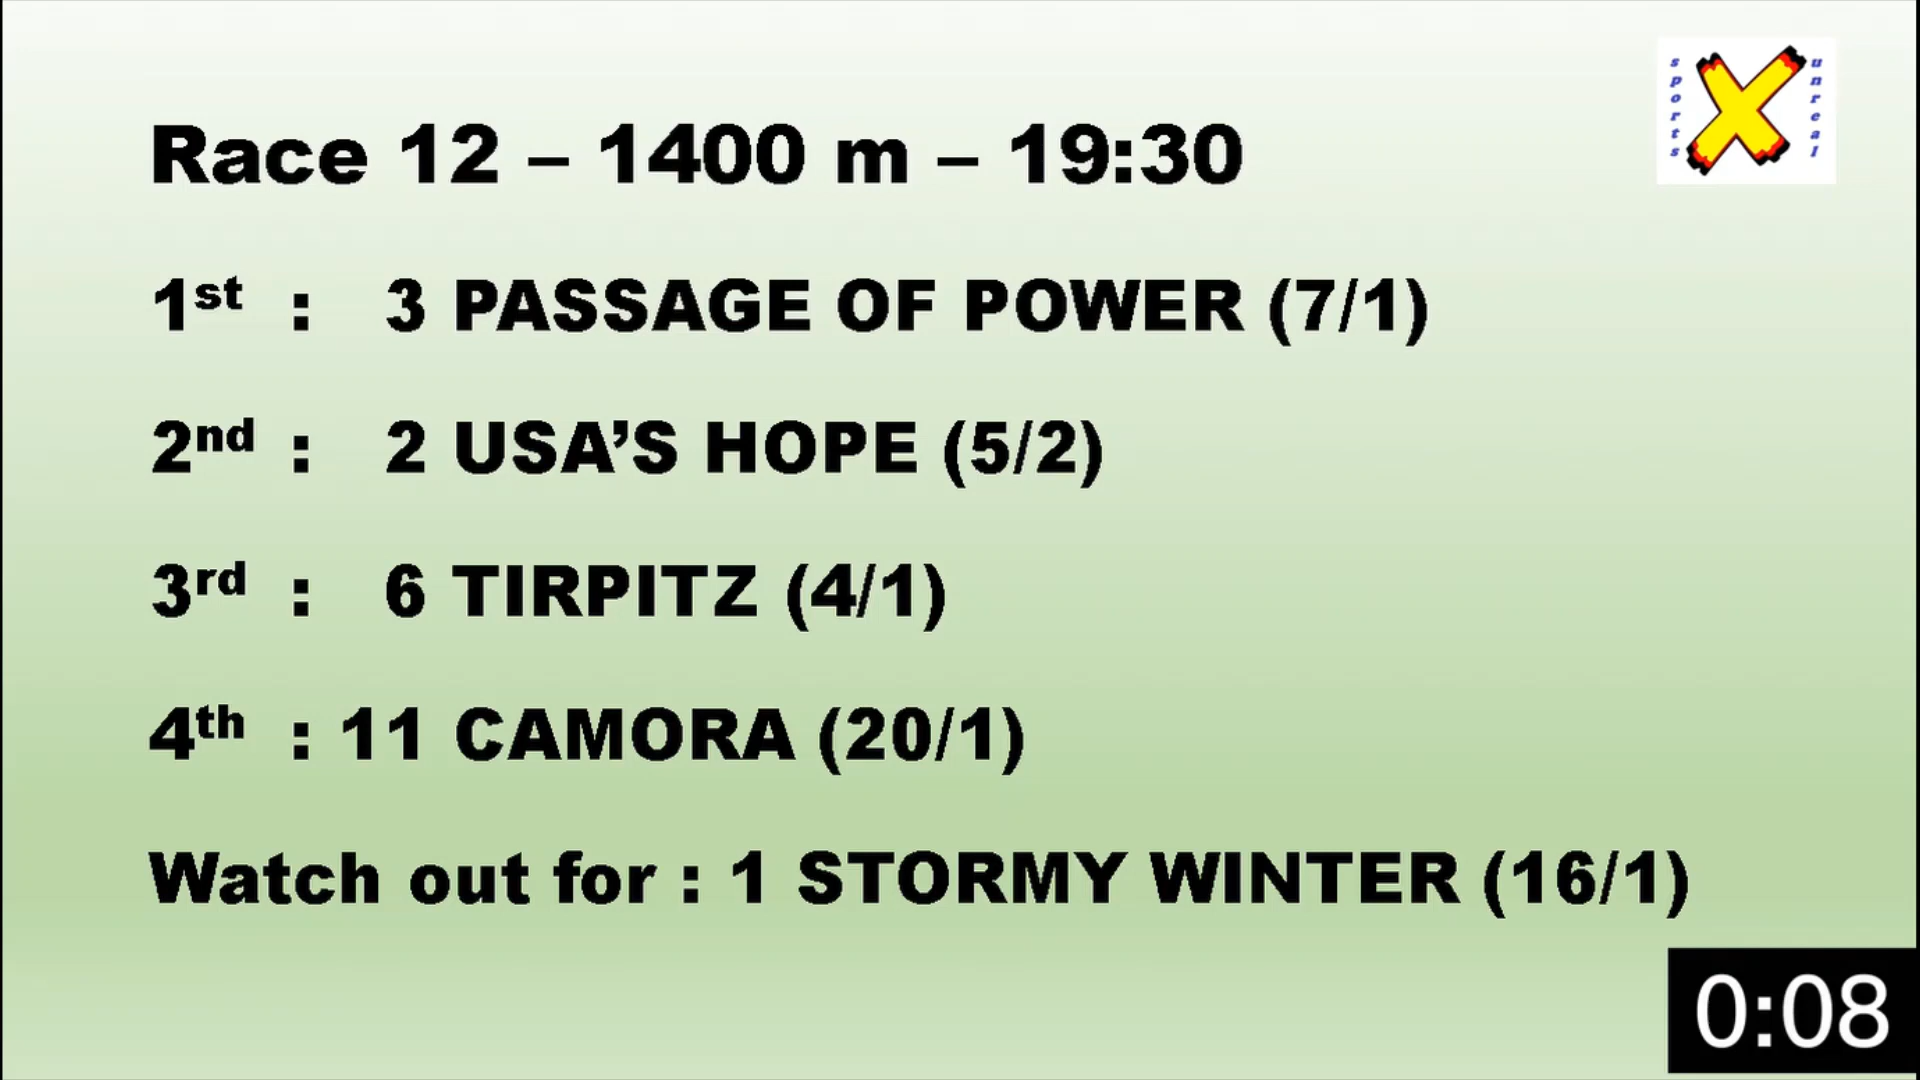 sports X unreal
Race 12 – 1400 m – 19:30
1st : 3 PASSAGE OF POWER (7/1)
2nd : 2 USA’S HOPE (5/2)
3rd : 6 TIRPITZ (4/1)
4th : 11 CAMORA (20/1)
Watch out for : 1 STORMY WINTER (16/1)
0:08